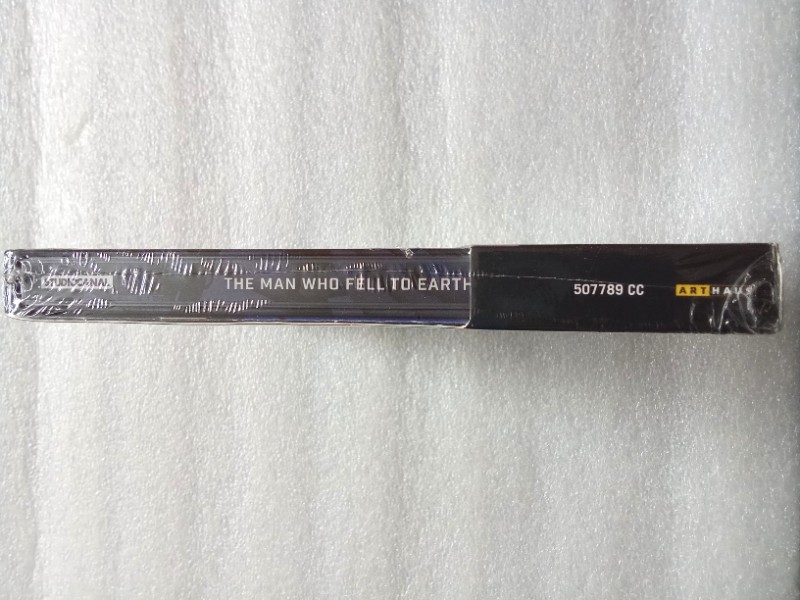 STUDIOCANAL THE MAN WHO FELL TO EARTH 507789 CC ARTHAUS